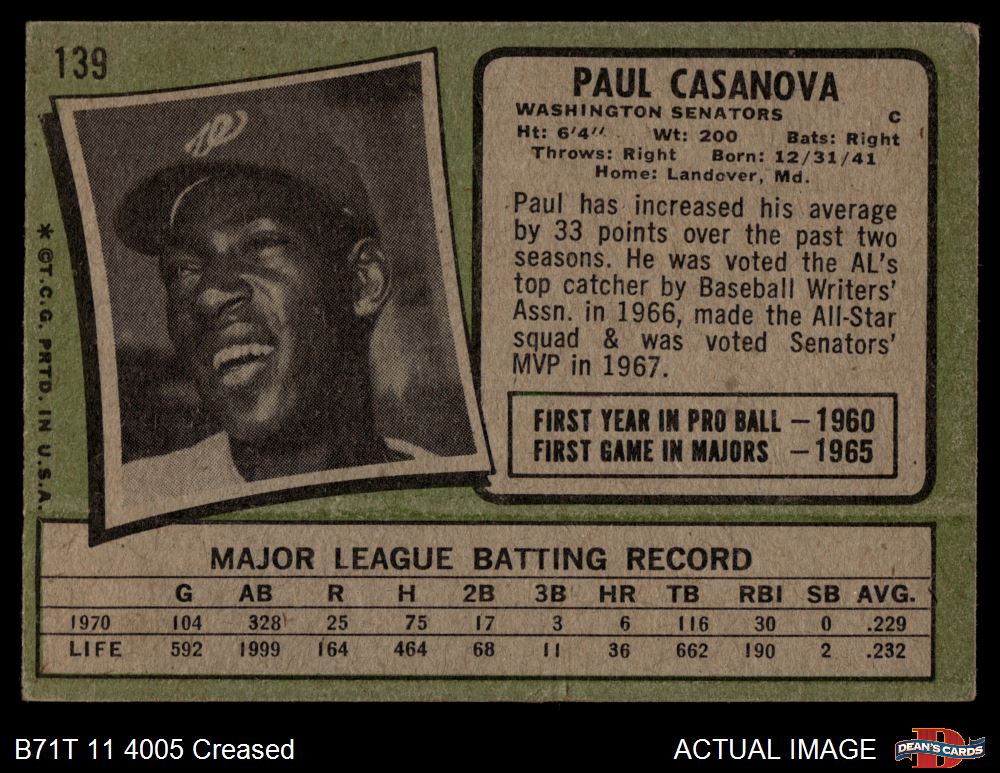 139
PAUL CASANOVA
WASHINGTON SENATORS C
Ht: 6'4" Wt: 200 Bats: Right
Throws: Right Born: 12/31/41
Home: Landover, Md.
Paul has increased his average
by 33 points over the past two
seasons. He was voted the AL's
top catcher by Baseball Writers'
Assn. in 1966, made the All-Star
squad & was voted Senators'
MVP in 1967.
FIRST YEAR IN PRO BALL — 1960
FIRST GAME IN MAJORS — 1965
* ©T.C.G. PRTD. IN U.S.A.
MAJOR LEAGUE BATTING RECORD
G AB R H 2B 3B HR TB RBI SB AVG.
1970 104 328 25 75 17 3 6 116 30 0 .229
LIFE 592 1999 164 464 68 11 36 662 190 2 .232
B71T 11 4005 Creased
ACTUAL IMAGE
D
DEAN'S CARDS